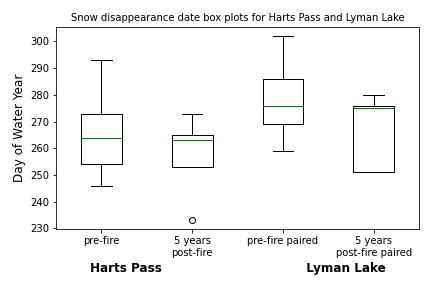 Snow disappearance date box plots for Harts Pass and Lyman Lake
Day of Water Year
300
290
280
270
260
250
240
230
pre-fire
5 years
post-fire
pre-fire paired
5 years
post-fire paired
Harts Pass
Lyman Lake